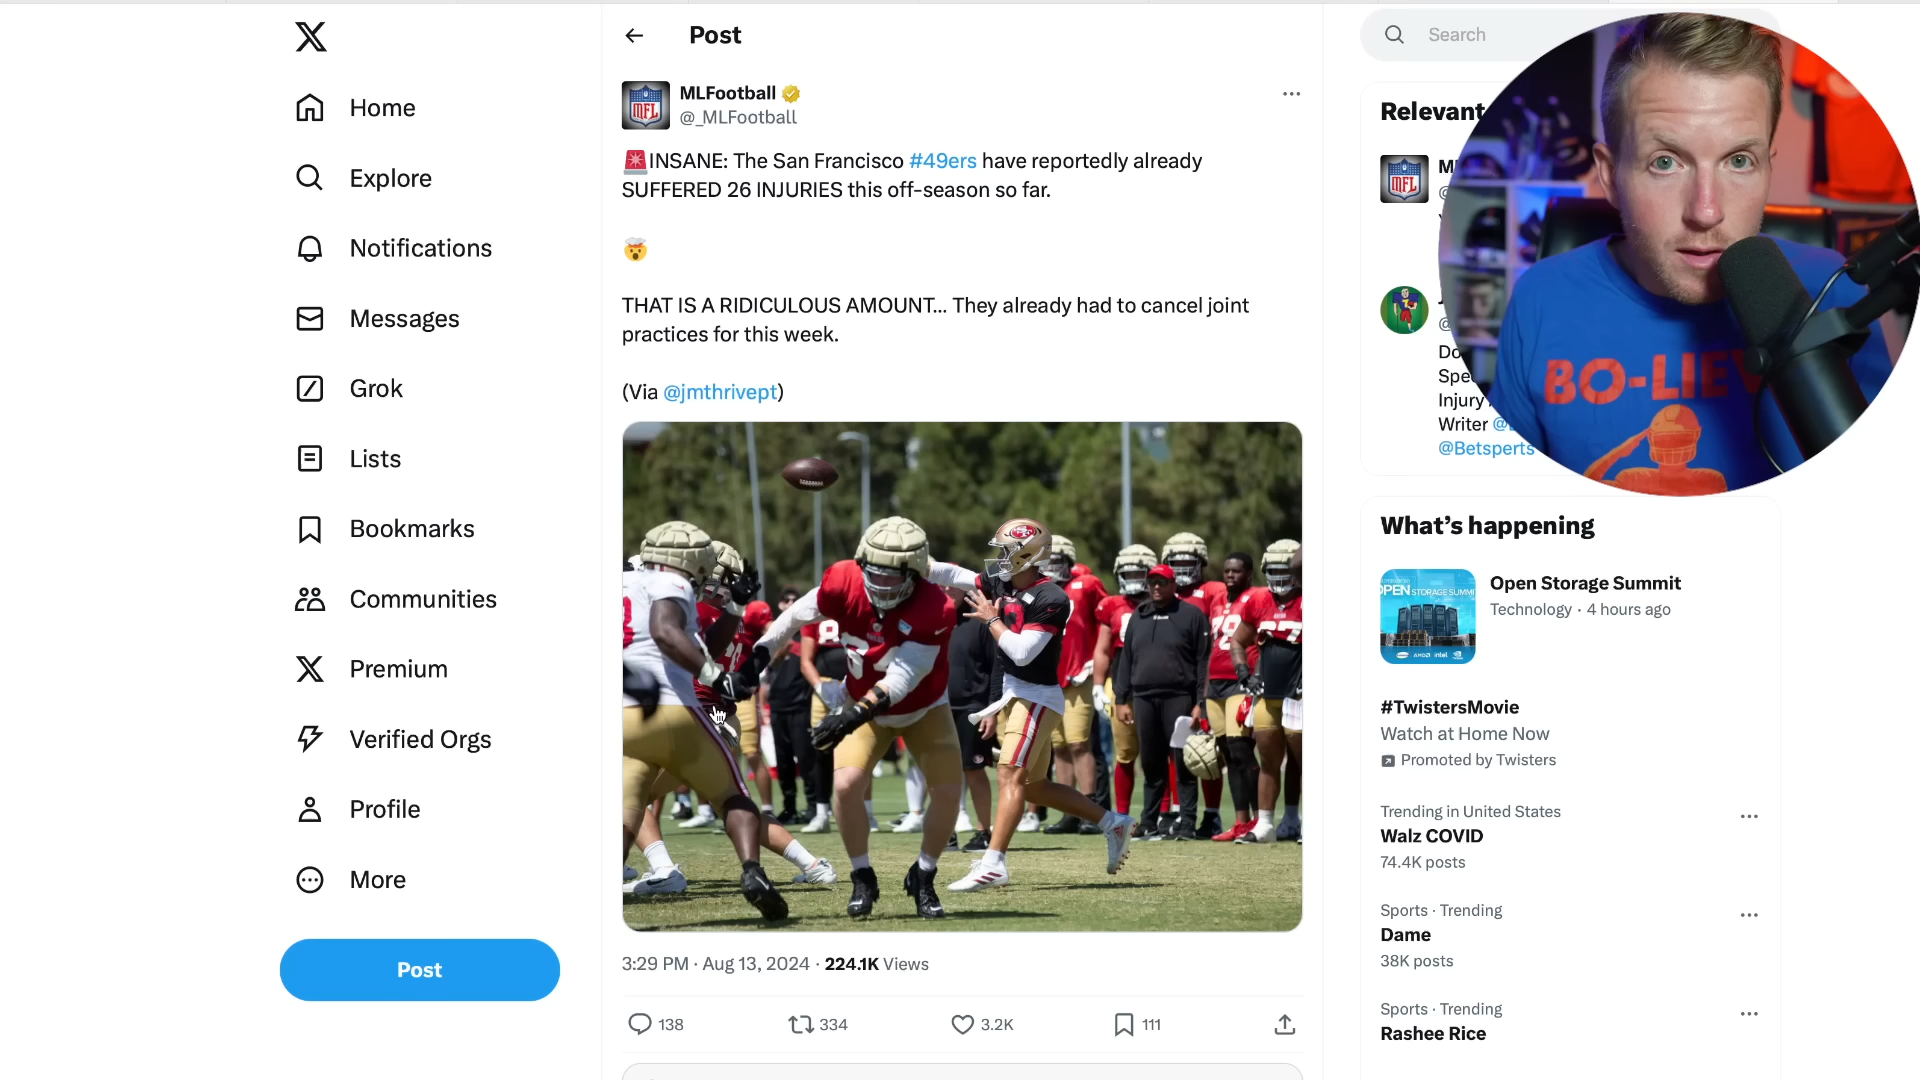 Home
Explore
Notifications
Messages
Grok
Lists
Bookmarks
Communities
Premium
Verified Orgs
Profile
More
Post
Post
MLFootball
@_MLFootball
🚨INSANE: The San Francisco #49ers have reportedly already
SUFFERED 26 INJURIES this off-season so far.
🤯
THAT IS A RIDICULOUS AMOUNT... They already had to cancel joint
practices for this week.
(Via @jmthrivept)
3:29 PM · Aug 13, 2024 · 224.1K Views
138
334
3.2K
111
Search
Relevant
MFL
Injury
Writer
@Betsperts
BO-LIEV
What's happening
OPEN STORAGE SUMMIT
Open Storage Summit
Technology · 4 hours ago
#TwistersMovie
Watch at Home Now
Promoted by Twisters
Trending in United States
Walz COVID
74.4K posts
Sports · Trending
Dame
38K posts
Sports · Trending
Rashee Rice